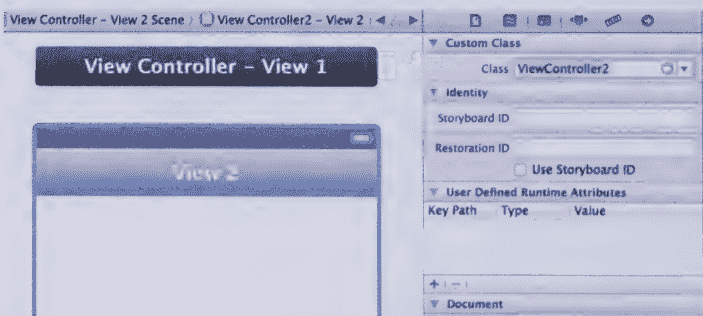 View Controller – View 2 Scene View Controller2 – View 2
View Controller – View 1
View 2
Custom Class
Class ViewController2
Identity
Storyboard ID
Restoration ID
Use Storyboard ID
User Defined Runtime Attributes
Key Path Type Value
Document